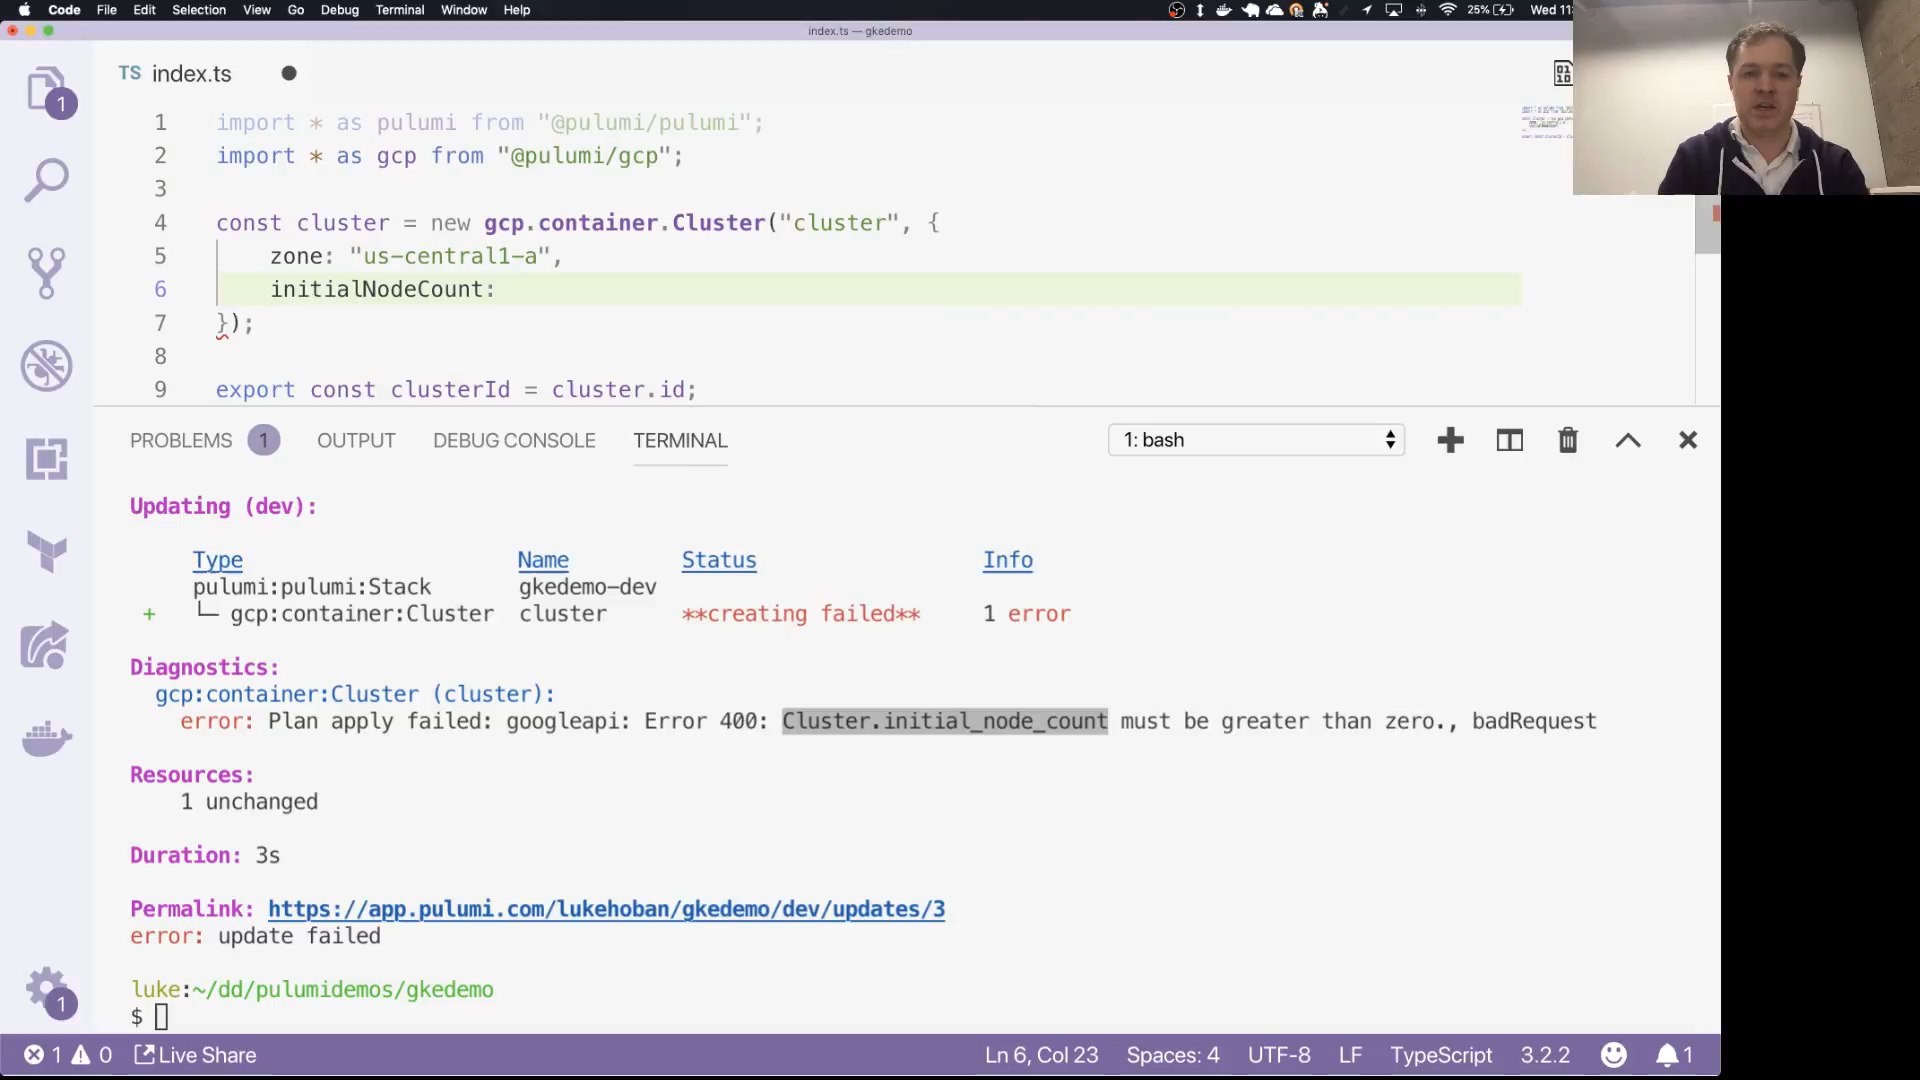 Code File Edit Selection View Go Debug Terminal Window Help 25% Wed 11:
index.ts — gkedemo
TS index.ts
1 import * as pulumi from "@pulumi/pulumi";
2 import * as gcp from "@pulumi/gcp";
3
4 const cluster = new gcp.container.Cluster("cluster", {
5 zone: "us-central1-a",
6 initialNodeCount:
7 });
8
9 export const clusterId = cluster.id;
1
PROBLEMS 1 OUTPUT DEBUG CONSOLE TERMINAL 1: bash
Updating (dev):
Type Name Status Info
pulumi:pulumi:Stack gkedemo-dev
+ └─ gcp:container:Cluster cluster **creating failed** 1 error
Diagnostics:
gcp:container:Cluster (cluster):
error: Plan apply failed: googleapi: Error 400: Cluster.initial_node_count must be greater than zero., badRequest
Resources:
1 unchanged
Duration: 3s
Permalink: https://app.pulumi.com/lukehoban/gkedemo/dev/updates/3
error: update failed
luke:~/dd/pulumidemos/gkedemo
$
1
1 0 Live Share Ln 6, Col 23 Spaces: 4 UTF-8 LF TypeScript 3.2.2 1